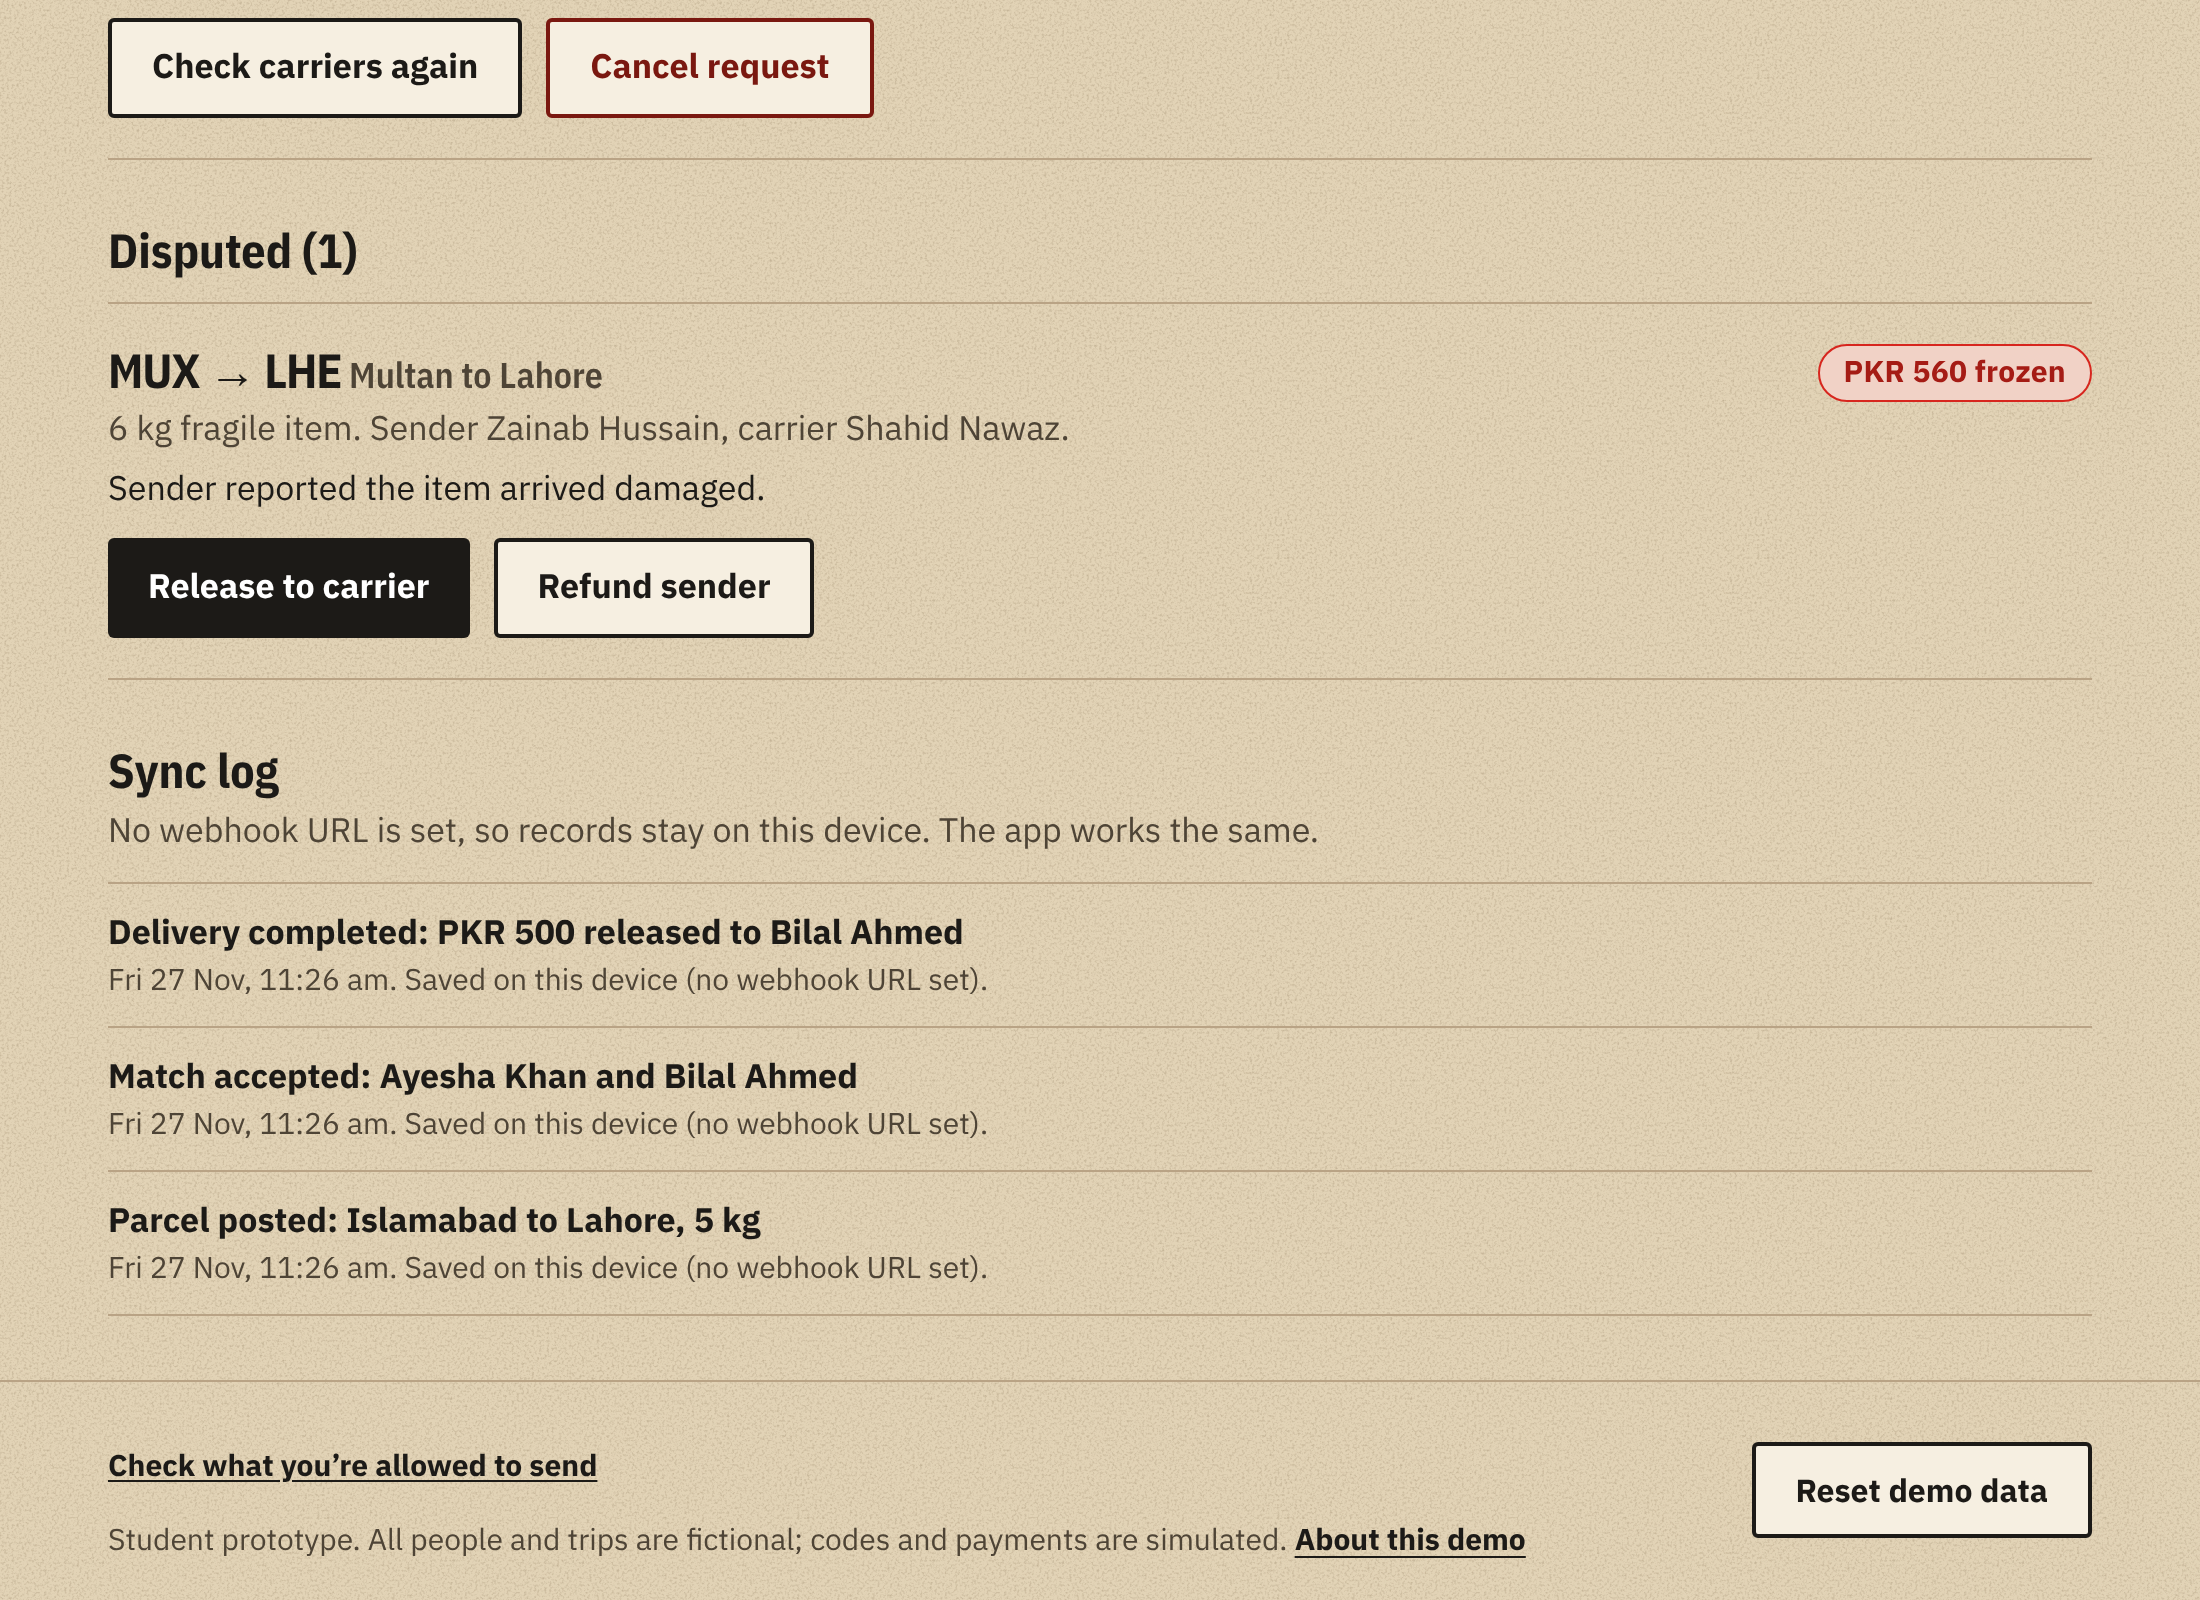 Check carriers again
Cancel request
Disputed (1)
MUX → LHE Multan to Lahore
PKR 560 frozen
6 kg fragile item. Sender Zainab Hussain, carrier Shahid Nawaz.
Sender reported the item arrived damaged.
Release to carrier
Refund sender
Sync log
No webhook URL is set, so records stay on this device. The app works the same.
Delivery completed: PKR 500 released to Bilal Ahmed
Fri 27 Nov, 11:26 am. Saved on this device (no webhook URL set).
Match accepted: Ayesha Khan and Bilal Ahmed
Fri 27 Nov, 11:26 am. Saved on this device (no webhook URL set).
Parcel posted: Islamabad to Lahore, 5 kg
Fri 27 Nov, 11:26 am. Saved on this device (no webhook URL set).
Check what you’re allowed to send
Reset demo data
Student prototype. All people and trips are fictional; codes and payments are simulated. About this demo